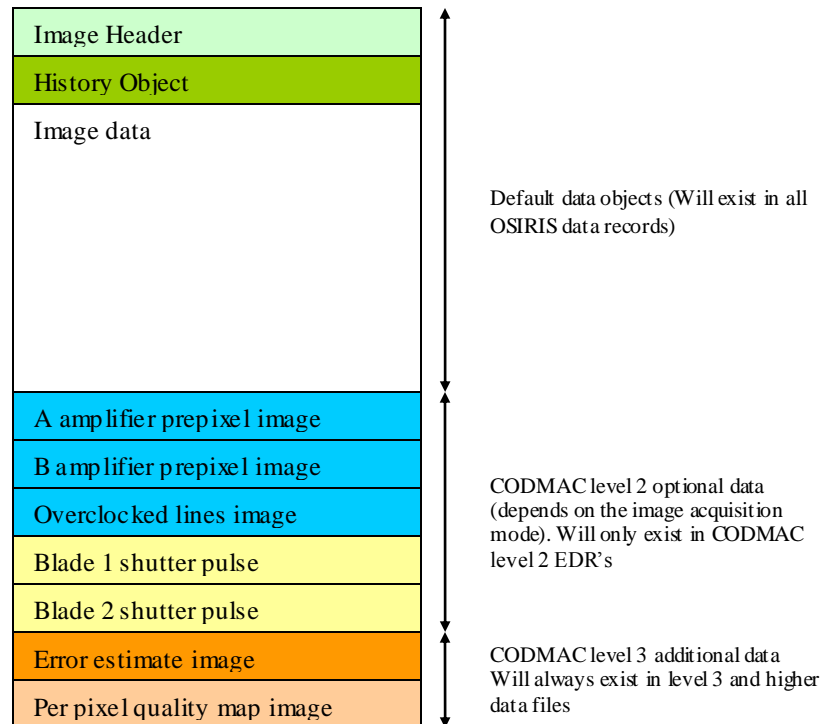 Image Header
History Object
Image data
Default data objects (Will exist in all
OSIRIS data records)
A amplifier prepixel image
B amplifier prepixel image
Overclocked lines image
Blade 1 shutter pulse
Blade 2 shutter pulse
CODMAC level 2 optional data
(depends on the image acquisition
mode). Will only exist in CODMAC
level 2 EDR's
Error estimate image
Per pixel quality map image
CODMAC level 3 additional data
Will always exist in level 3 and higher
data files